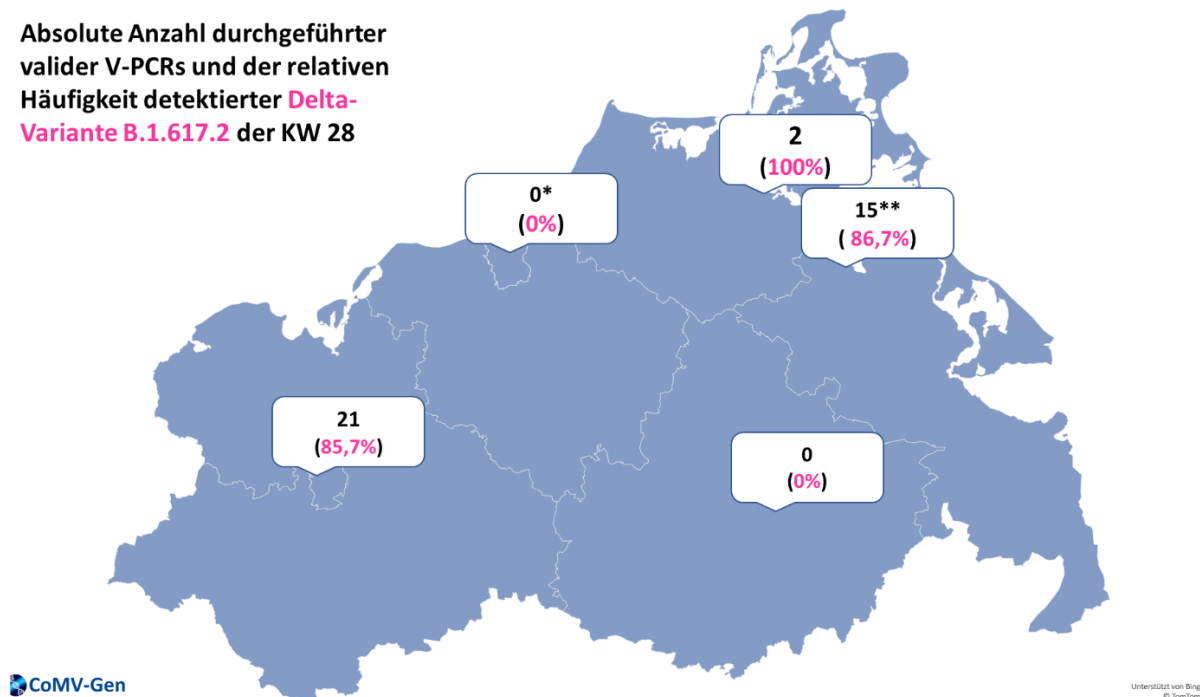 Absolute Anzahl durchgeführter
valider V-PCRs und der relativen
Häufigkeit detektierter Delta-
Variante B.1.617.2 der KW 28
2
(100%)
0*
(0%)
15**
( 86,7%)
21
(85,7%)
0
(0%)
CoMV-Gen
Unterstützt von Bing
© TomTom